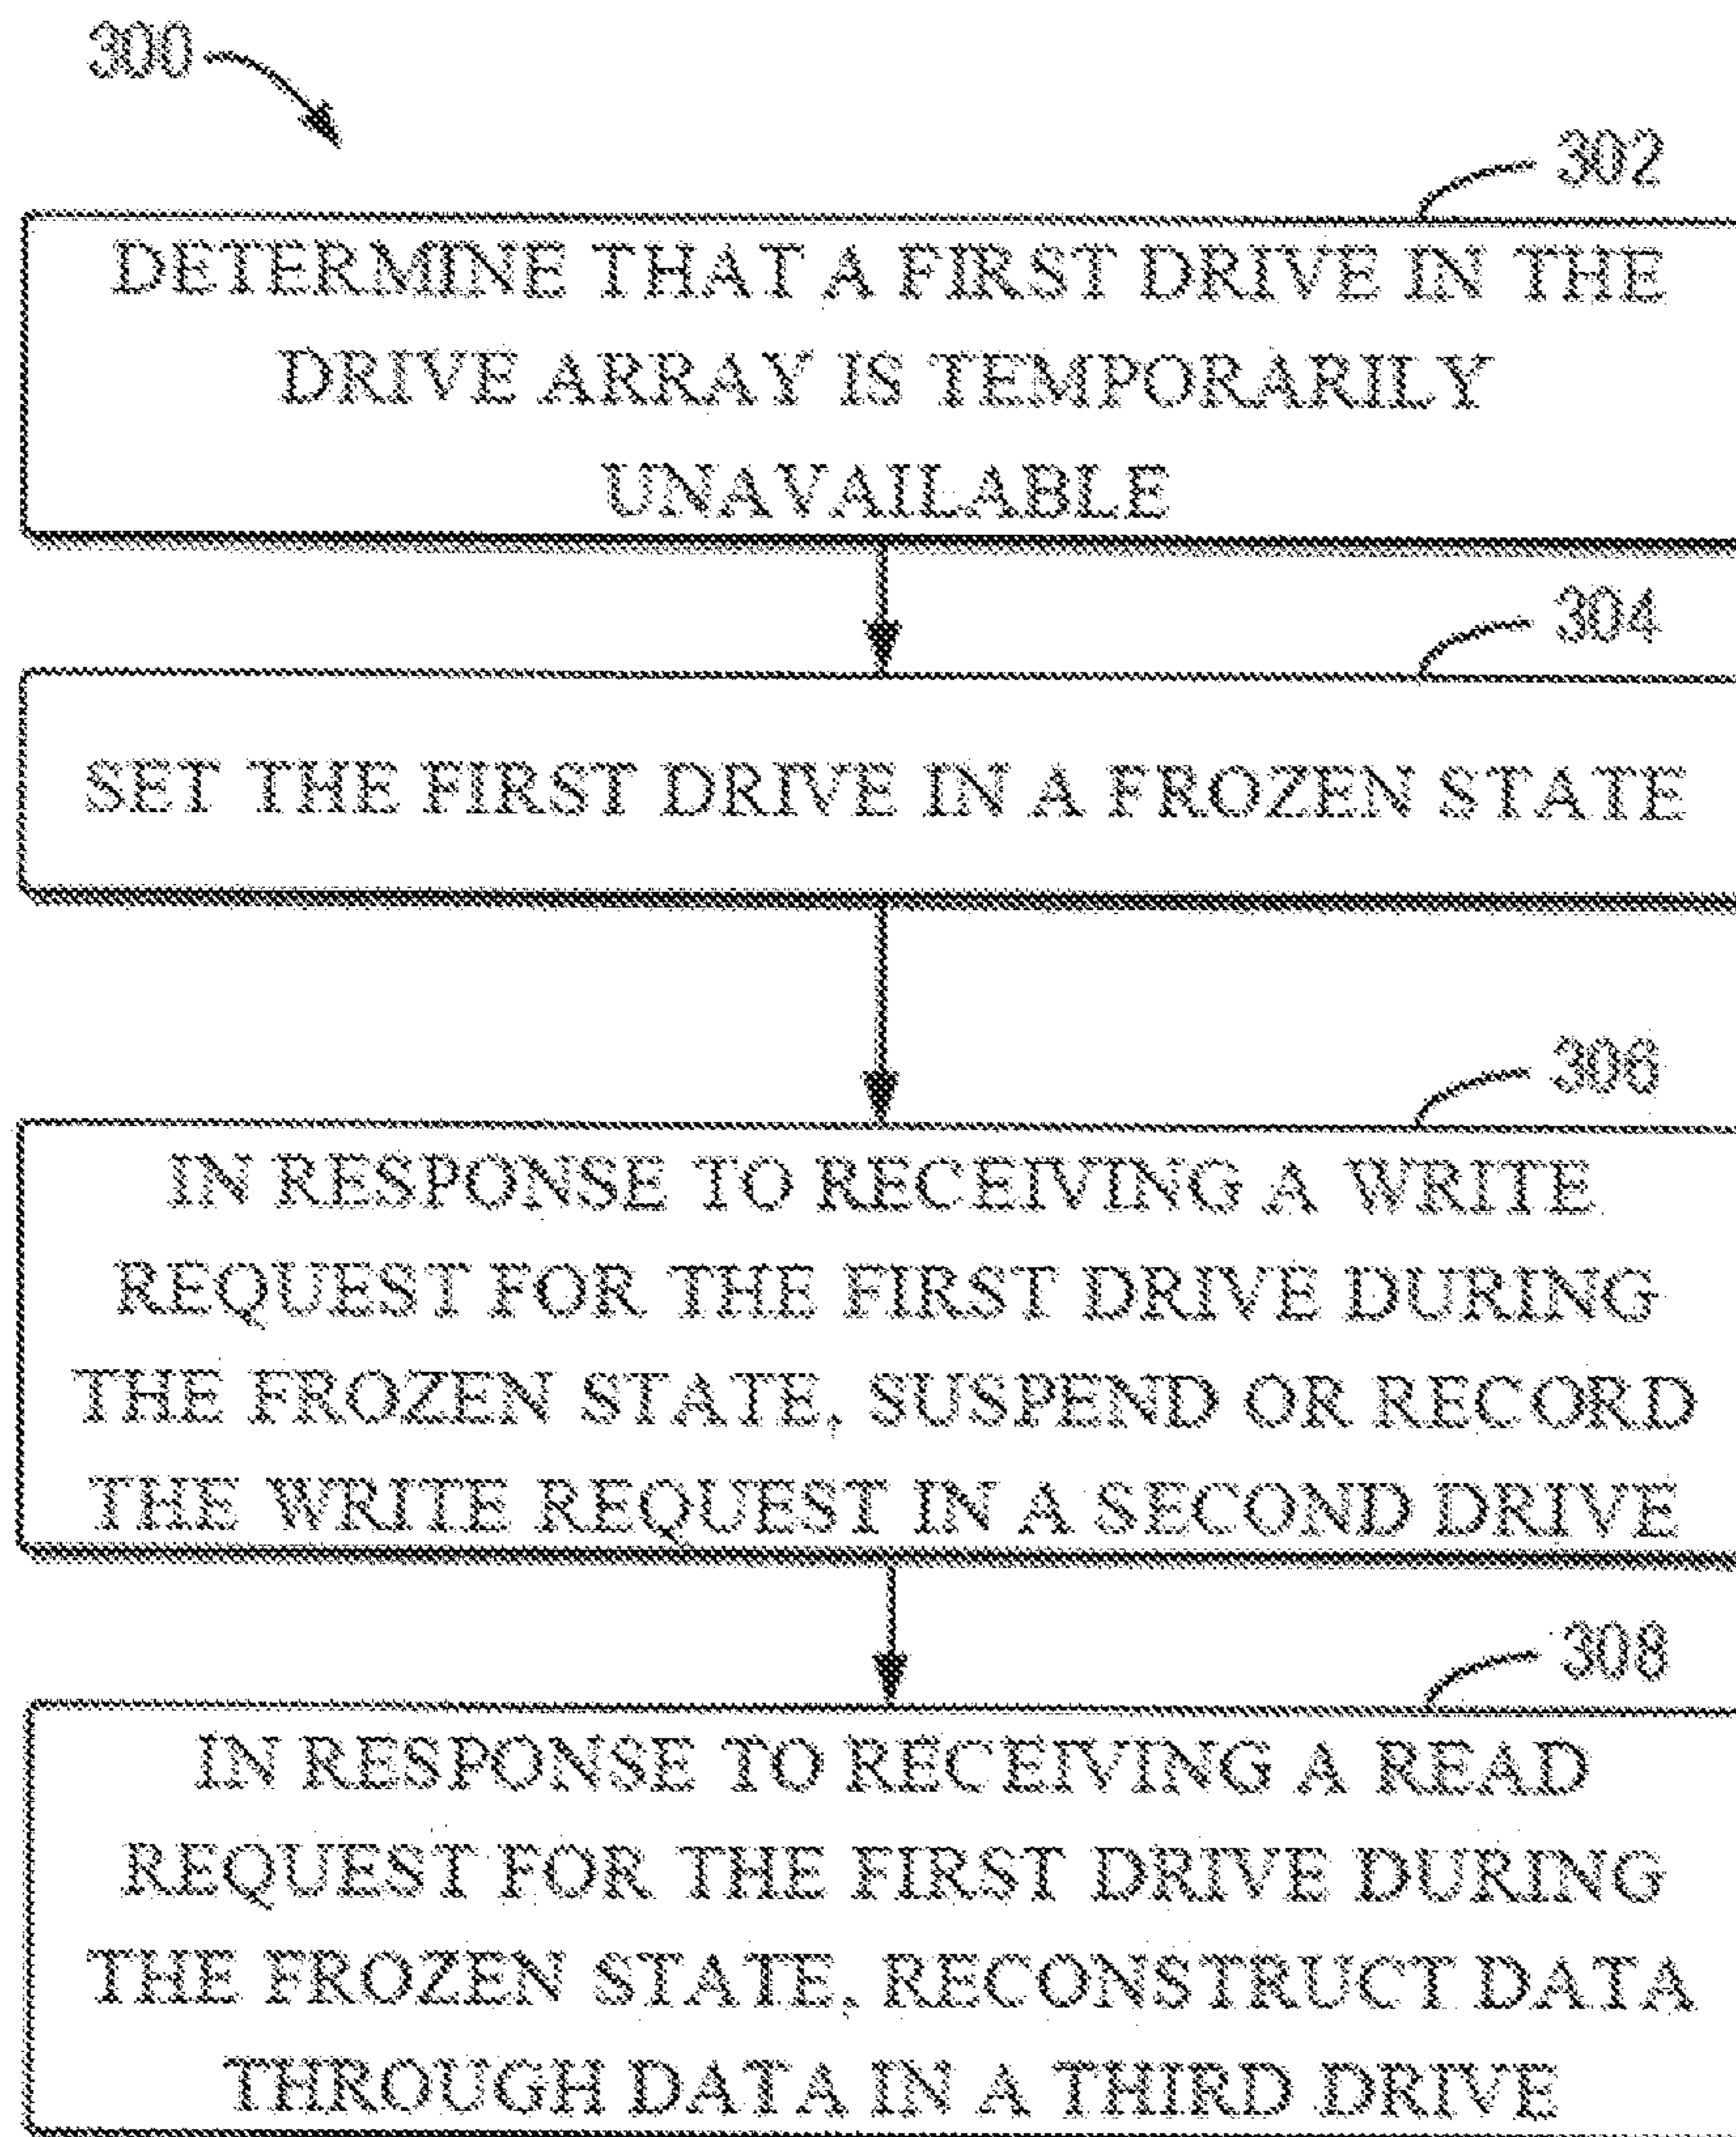 300
302
DETERMINE THAT A FIRST DRIVE IN THE
DRIVE ARRAY IS TEMPORARILY
UNAVAILABLE
304
SET THE FIRST DRIVE IN A FROZEN STATE
306
IN RESPONSE TO RECEIVING A WRITE
REQUEST FOR THE FIRST DRIVE DURING
THE FROZEN STATE, SUSPEND OR RECORD
THE WRITE REQUEST IN A SECOND DRIVE
308
IN RESPONSE TO RECEIVING A READ
REQUEST FOR THE FIRST DRIVE DURING
THE FROZEN STATE, RECONSTRUCT DATA
THROUGH DATA IN A THIRD DRIVE